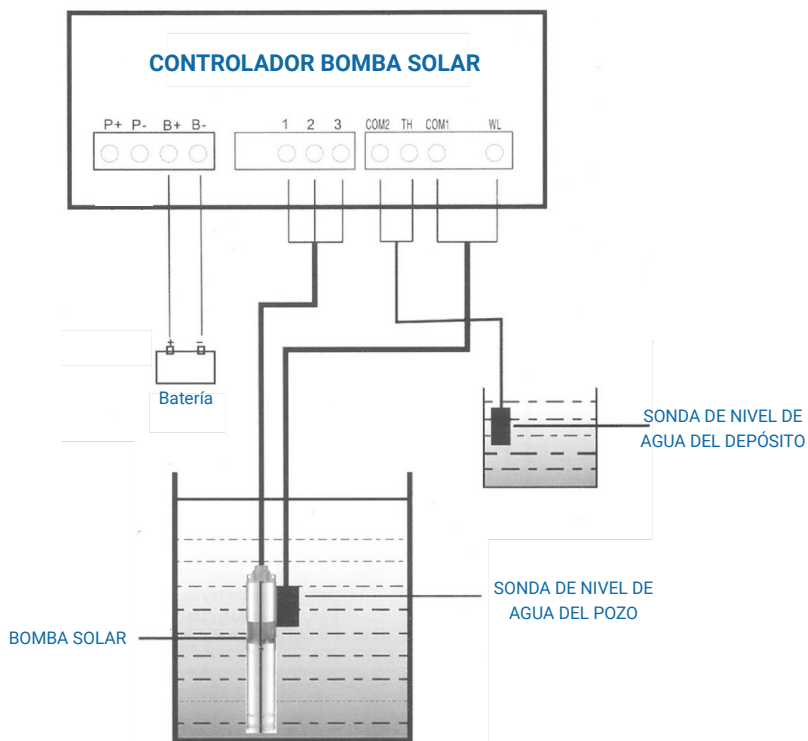 CONTROLADOR BOMBA SOLAR
P+ P- B+ B- 1 2 3 COM2 TH COM1 WL
+ -
Batería
SONDA DE NIVEL DE
AGUA DEL DEPÓSITO
SONDA DE NIVEL DE
AGUA DEL POZO
BOMBA SOLAR